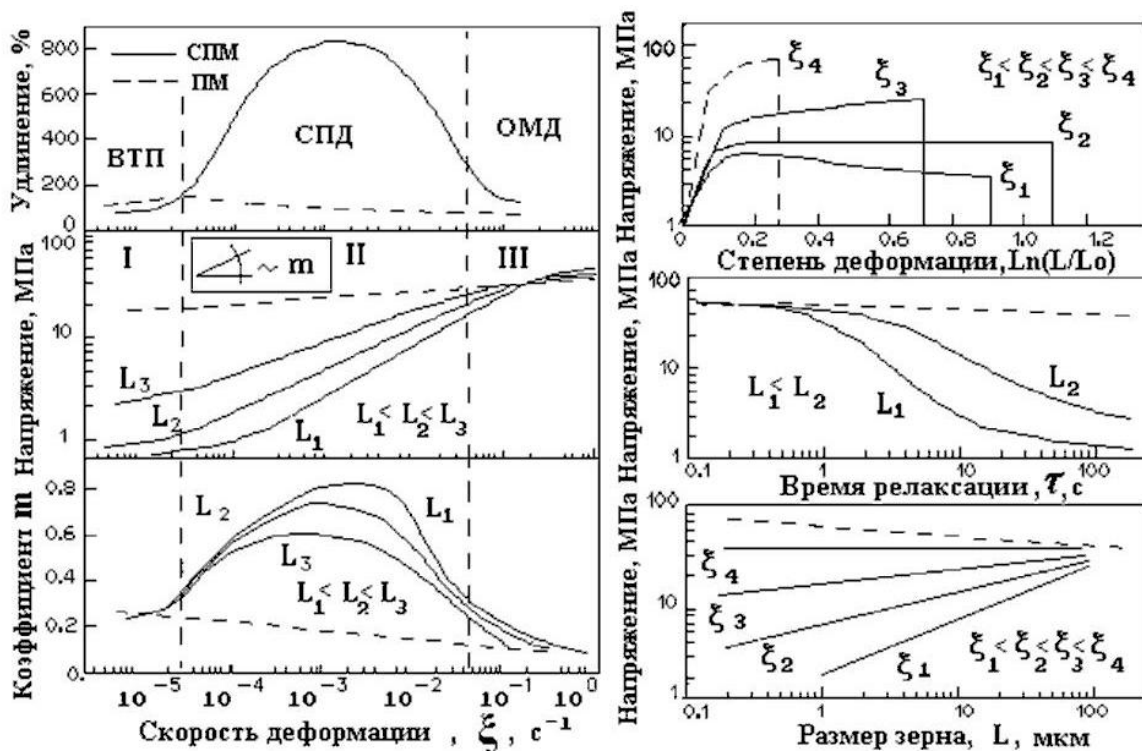 Удлинение, %
800
600
400
200
0
СПМ
ПМ
ВТП
СПД
ОМД
Напряжение, МПа
100
10
1
I
II
III
~ m
L3
L2
L1
L1< L2< L3
Коэффициент m
0.8
0.6
0.4
0.2
0.
L2
L1
L3
L1< L2< L3
10⁻⁵ 10⁻⁴ 10⁻³ 10⁻² 10⁻¹ 10⁰
Скорость деформации , ξ , с⁻¹
Напряжение, МПа
100
10
1
ξ4
ξ3
ξ1< ξ2< ξ3< ξ4
ξ2
ξ1
0 0.2 0.4 0.6 0.8 1.0 1.2
Степень деформации,Ln(L/Lo)
Напряжение, МПа
100
10
1
L1< L2
L1
L2
0.1 1 10 100
Время релаксации ,τ,с
Напряжение, МПа
100
10
1
ξ4
ξ3
ξ2
ξ1
ξ1< ξ2< ξ3< ξ4
0.1 1 10 100
Размер зерна, L, мкм